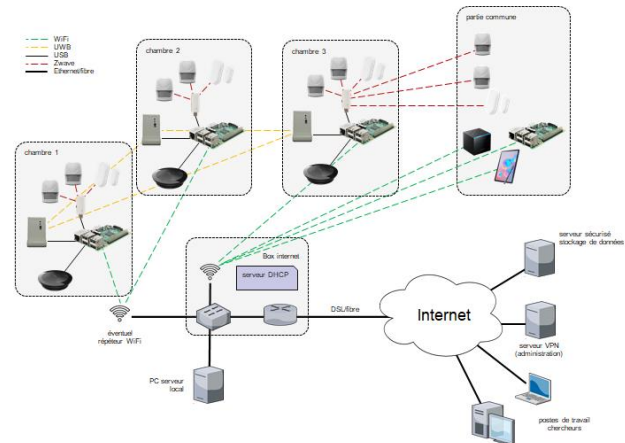 WiFi
UWB
USB
Zwave
Ethernet/fibre
chambre 1
chambre 2
chambre 3
partie commune
éventuel
répéteur WiFi
Box internet
serveur DHCP
PC serveur
local
DSL/fibre
Internet
serveur sécurisé
stockage de données
serveur VPN
(administration)
postes de travail
chercheurs